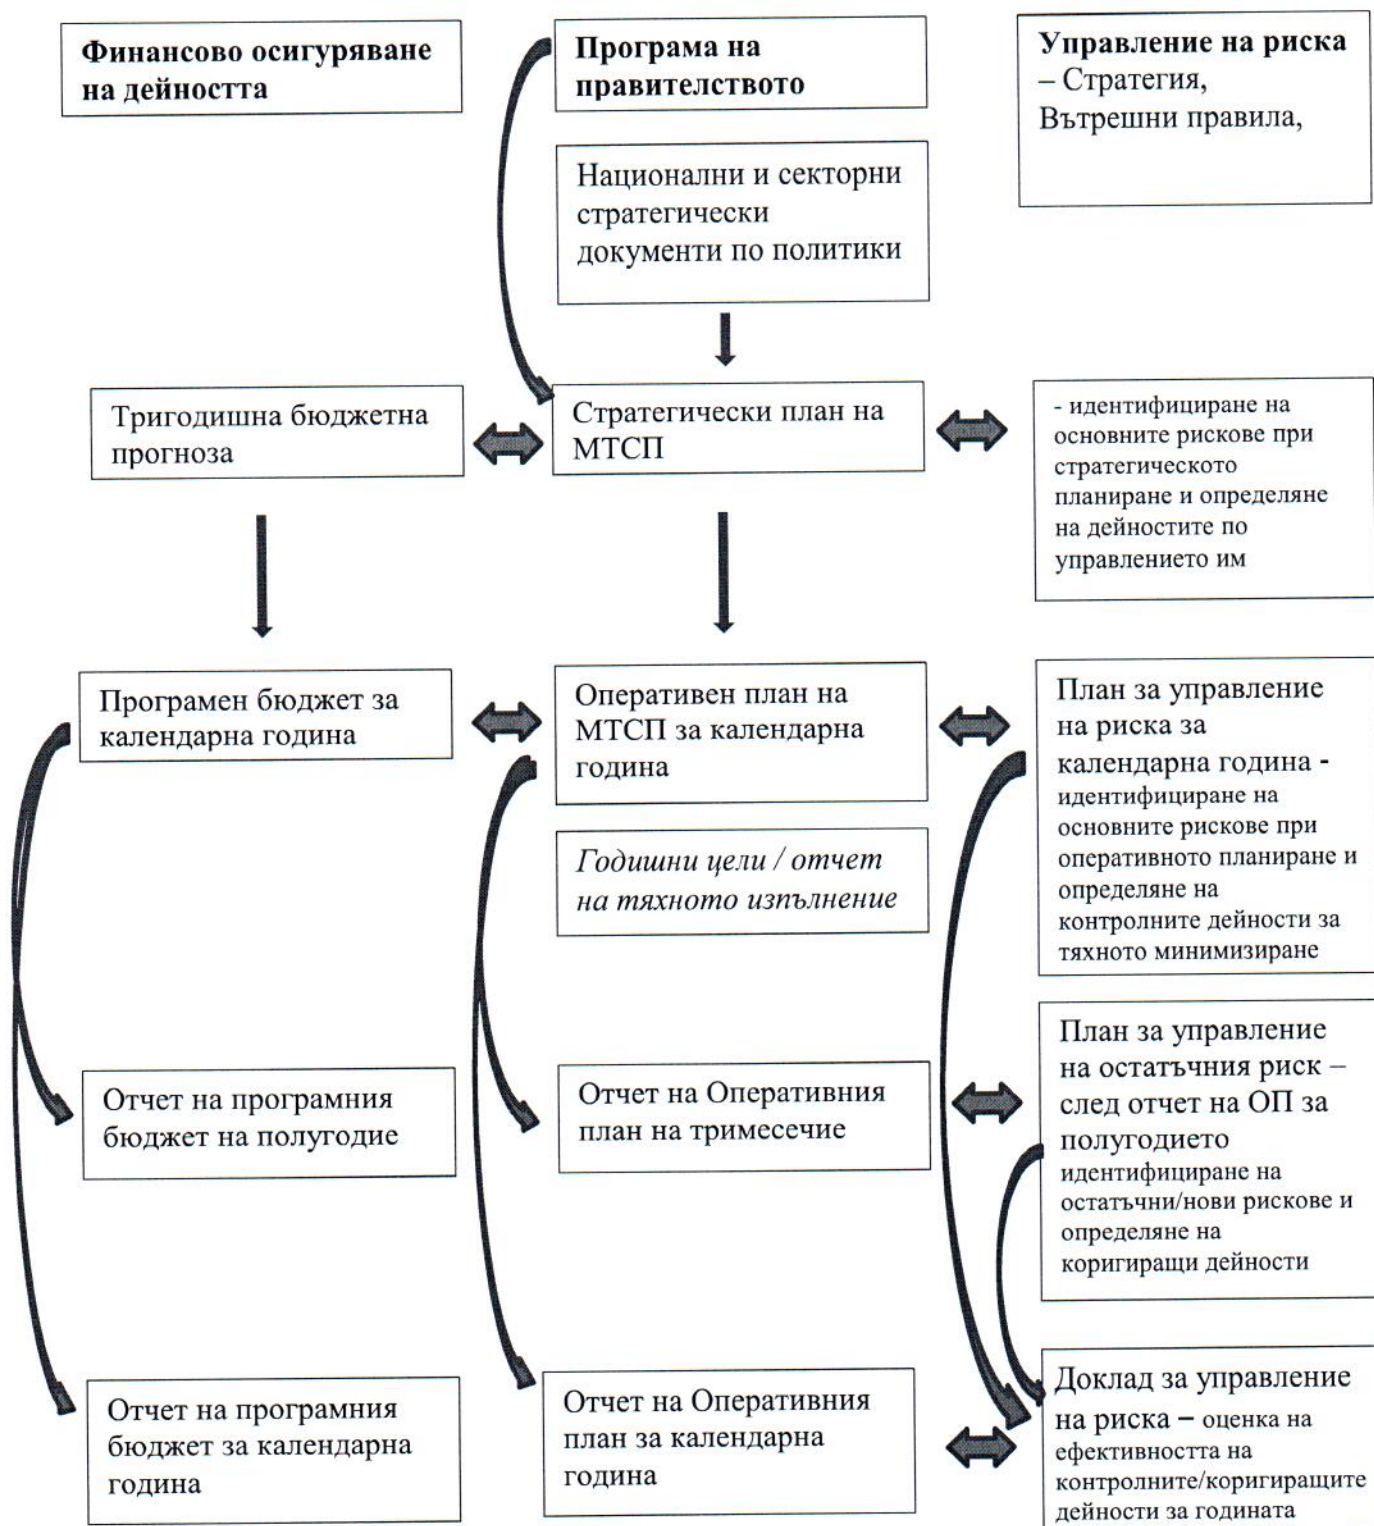 Финансово осигуряване
на дейността
Програма на
правителството
Управление на риска
– Стратегия,
Вътрешни правила,
Национални и секторни
стратегически
документи по политики
Тригодишна бюджетна
прогноза
Стратегически план на
МТСП
- идентифициране на
основните рискове при
стратегическото
планиране и определяне
на дейностите по
управлението им
Програмен бюджет за
календарна година
Оперативен план на
МТСП за календарна
година
План за управление
на риска за
календарна година -
идентифициране на
основните рискове при
оперативното планиране и
определяне на
контролните дейности за
тяхното минимизиране
Годишни цели / отчет
на тяхното изпълнение
Отчет на програмния
бюджет на полугодие
Отчет на Оперативния
план на тримесечие
План за управление
на остатъчния риск –
след отчет на ОП за
полугодието
идентифициране на
остатъчни/нови рискове и
определяне на
коригиращи дейности
Отчет на програмния
бюджет за календарна
година
Отчет на Оперативния
план за календарна
година
Доклад за управление
на риска – оценка на
ефективността на
контролните/коригиращите
дейности за годината